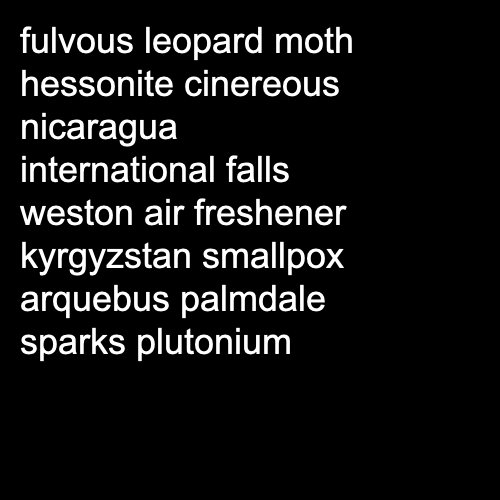 fulvous leopard moth
hessonite cinereous
nicaragua
international falls
weston air freshener
kyrgyzstan smallpox
arquebus palmdale
sparks plutonium